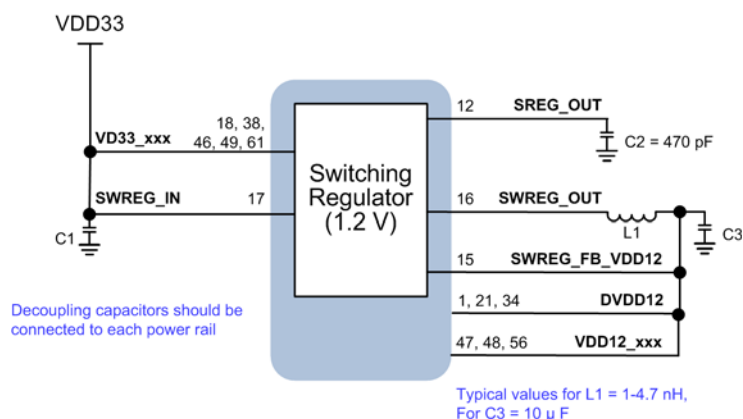 VDD33
18, 38,
VD33_xxx 46, 49, 61
SWREG_IN 17
C1
Switching
Regulator
(1.2 V)
12 SREG_OUT
C2 = 470 pF
16 SWREG_OUT
L1
C3
15 SWREG_FB_VDD12
1, 21, 34 DVDD12
47, 48, 56 VDD12_xxx
Decoupling capacitors should be
connected to each power rail
Typical values for L1 = 1-4.7 nH,
For C3 = 10 µ F